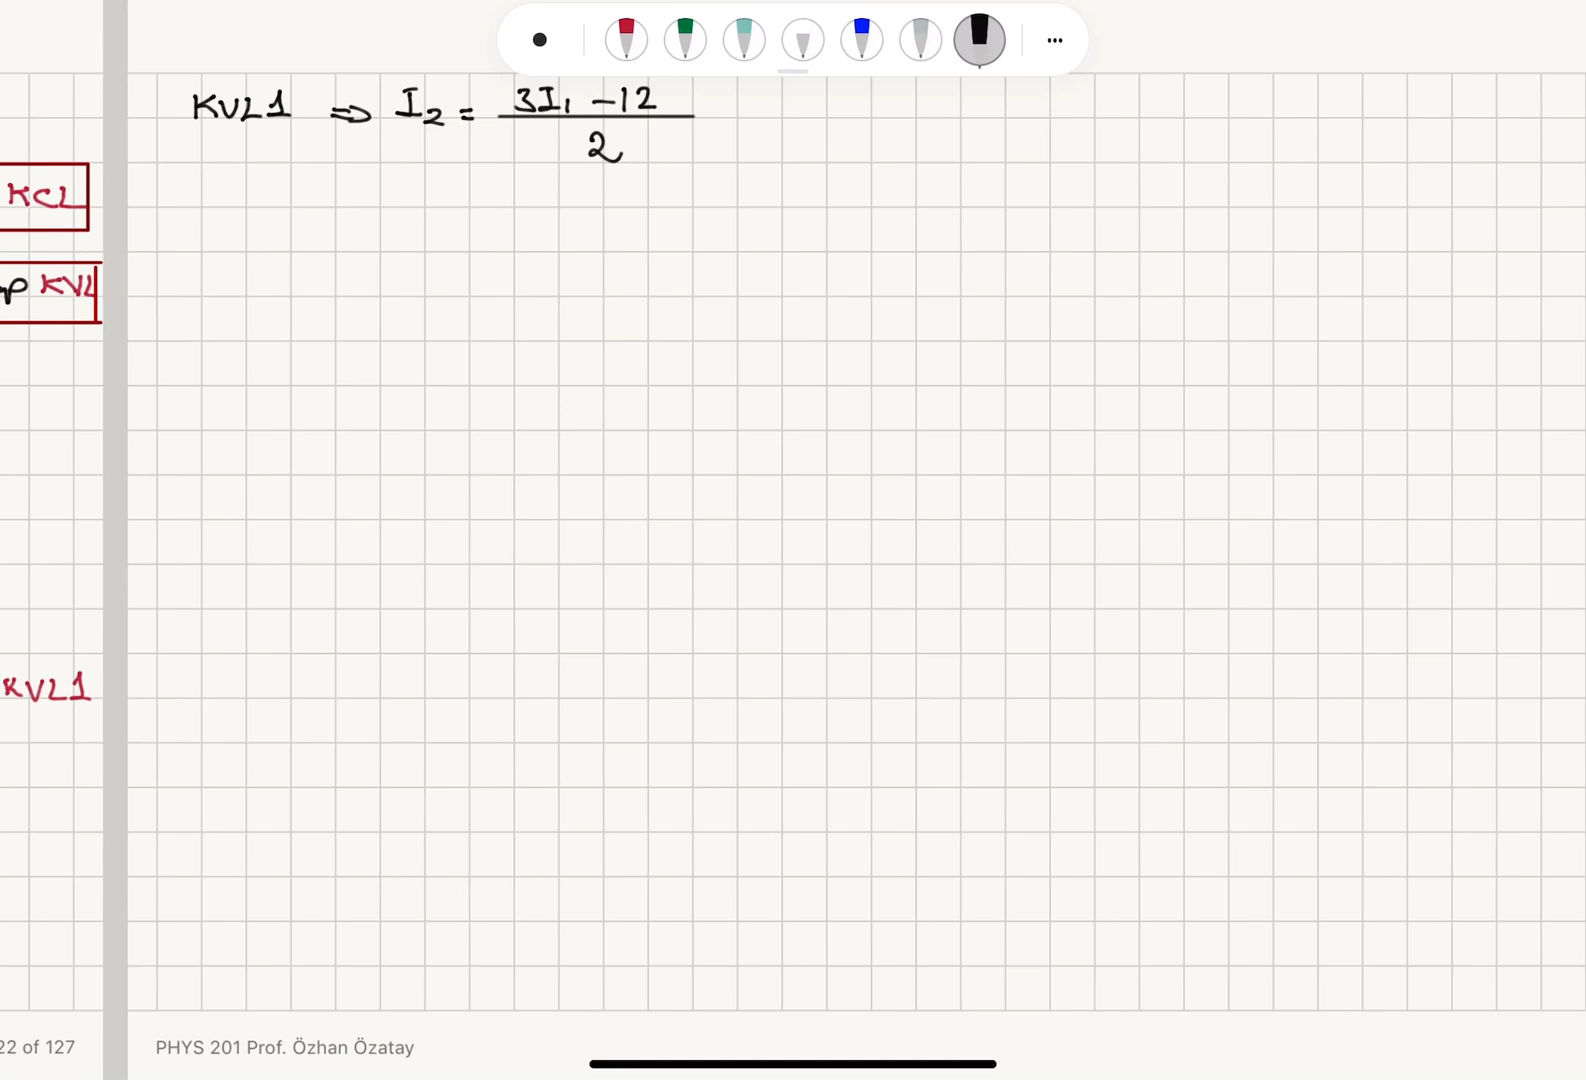 KCL
KVL
KVL1
22 of 127
KVL1 ⇒ I₂ = (3I₁ - 12) / 2
PHYS 201 Prof. Özhan Özatay